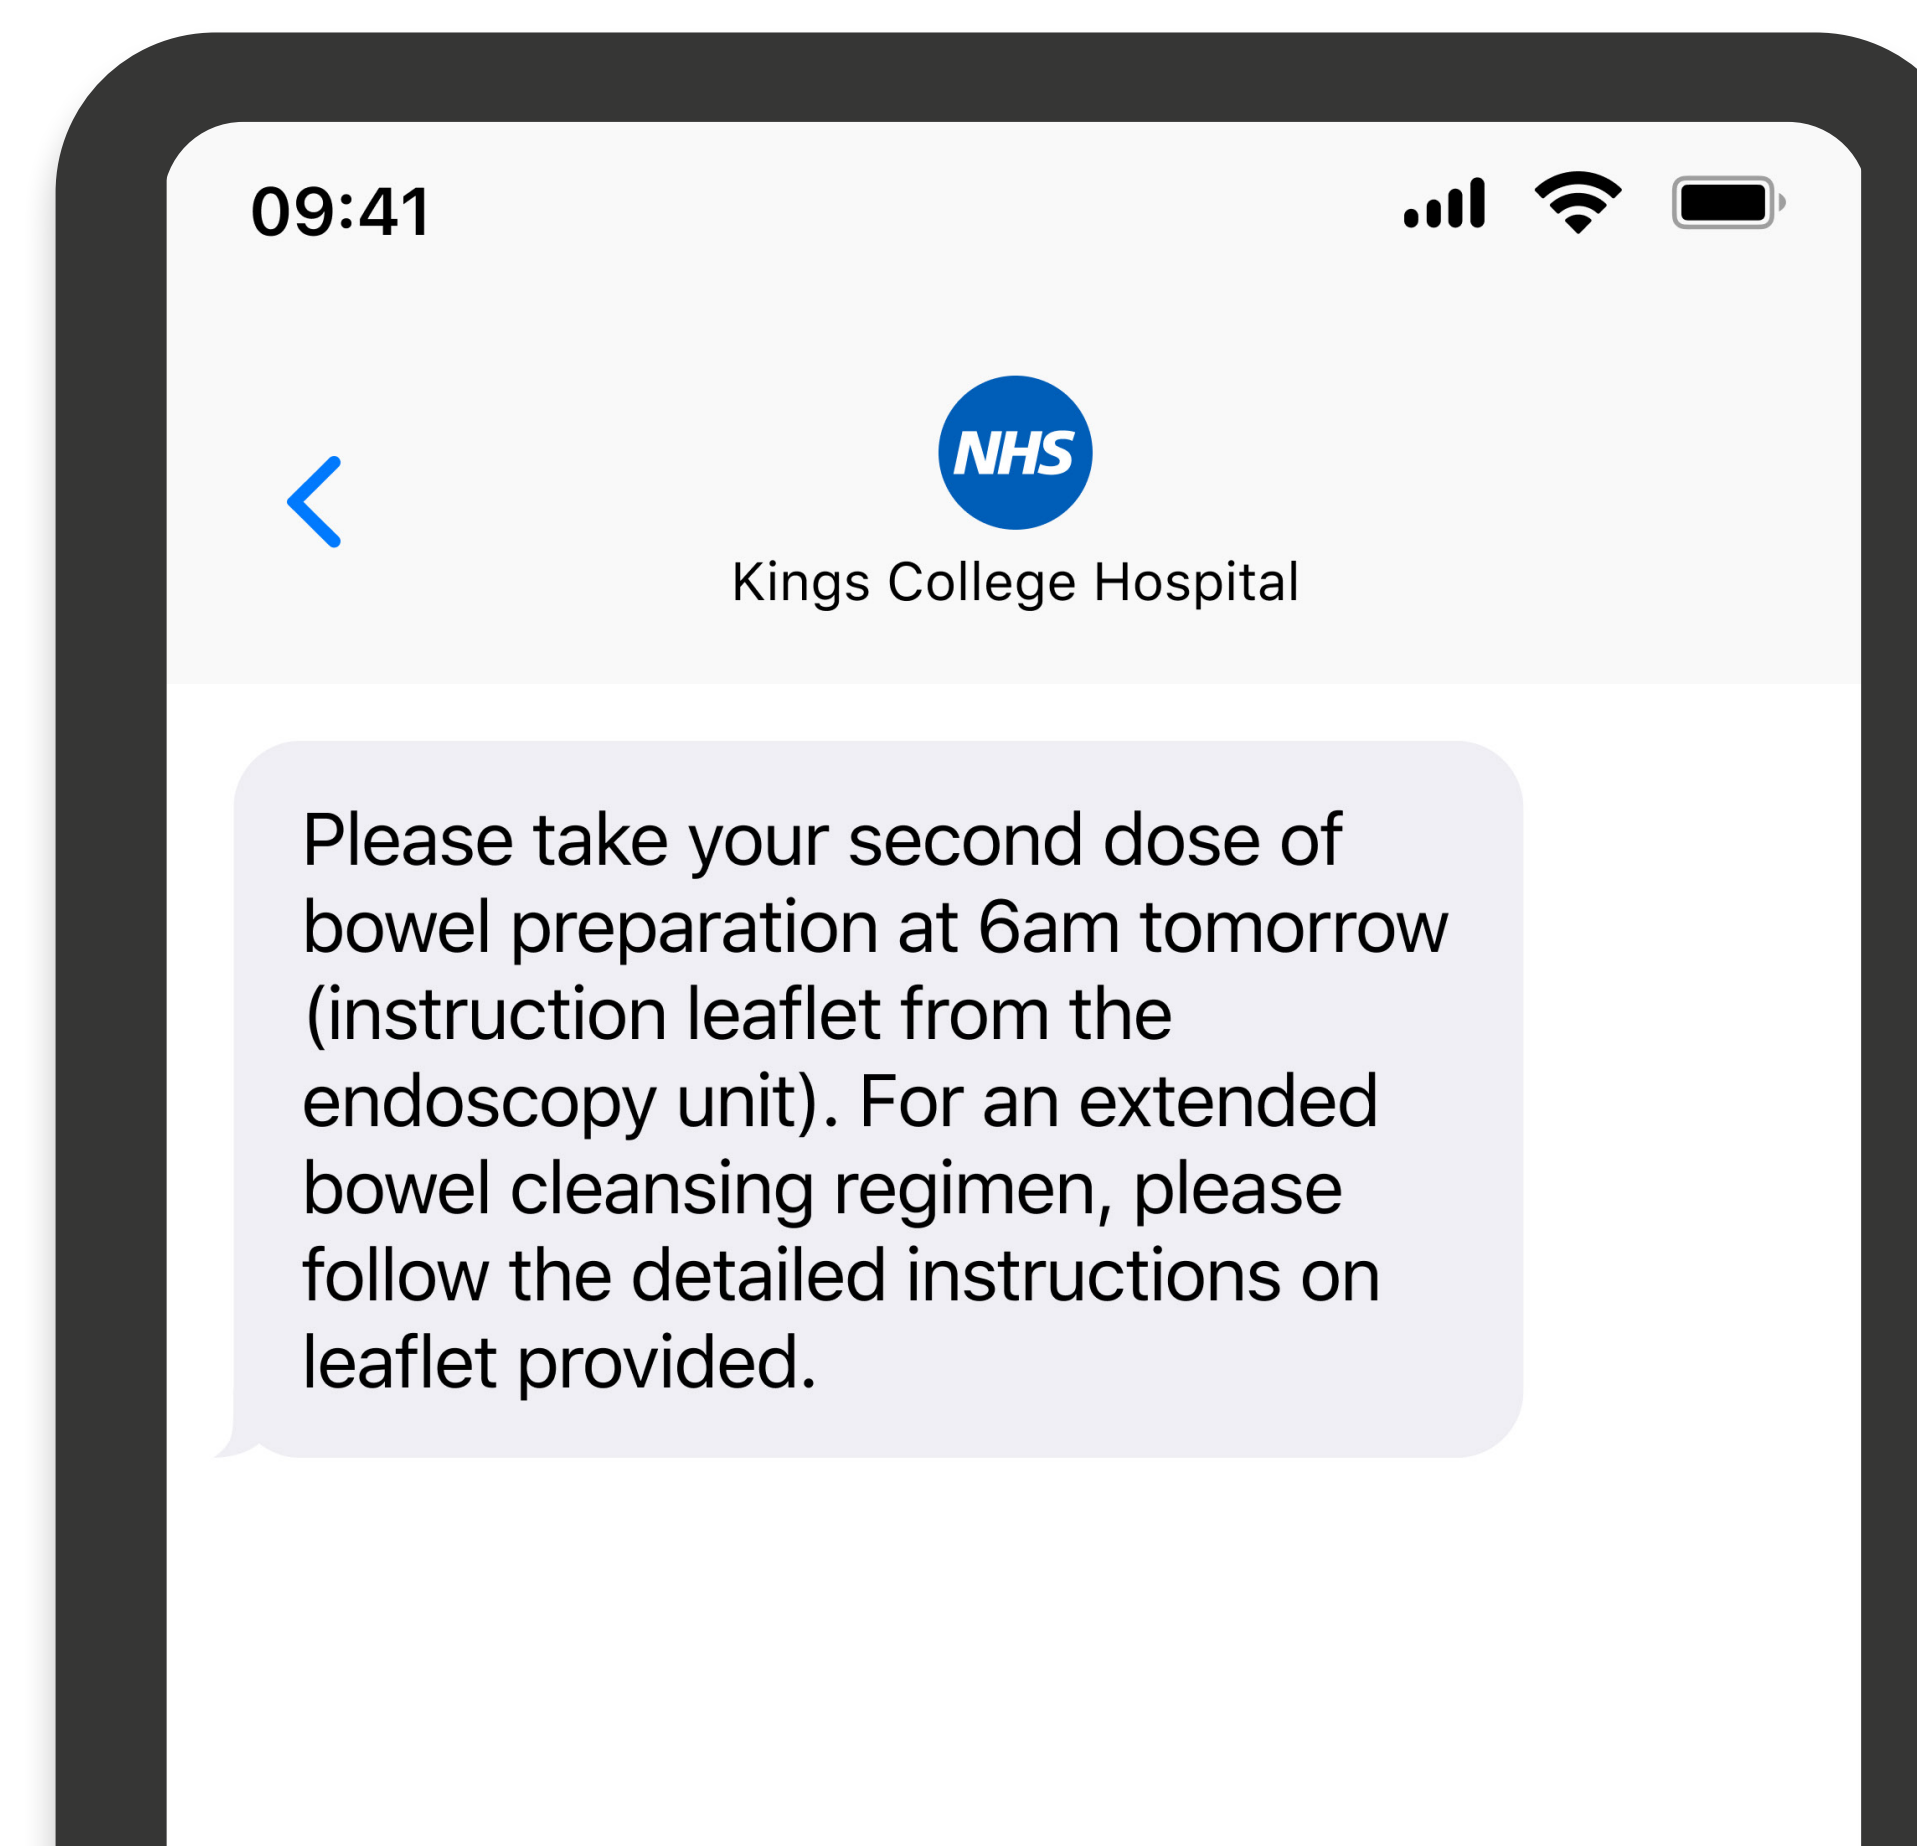 09:41
NHS
Kings College Hospital
Please take your second dose of
bowel preparation at 6am tomorrow
(instruction leaflet from the
endoscopy unit). For an extended
bowel cleansing regimen, please
follow the detailed instructions on
leaflet provided.